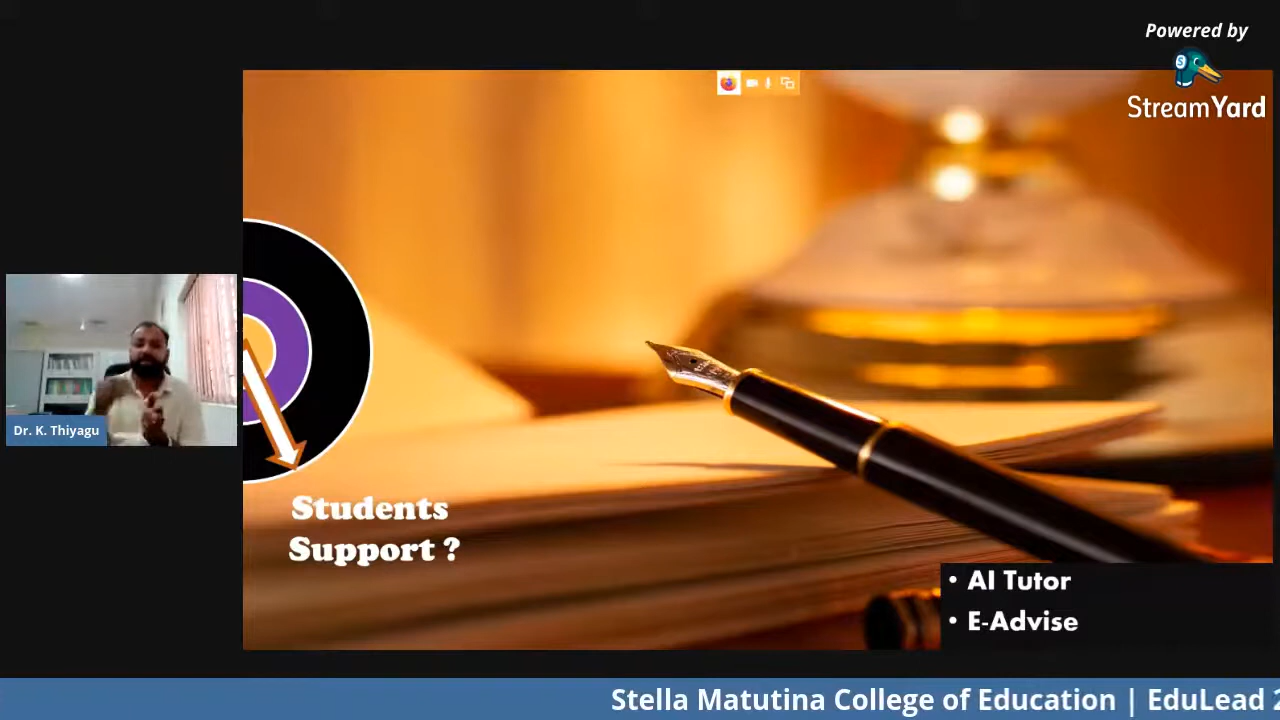 Powered by
StreamYard
Dr. K. Thiyagu
Students
Support ?
• AI Tutor
• E-Advise
Stella Matutina College of Education | EduLead